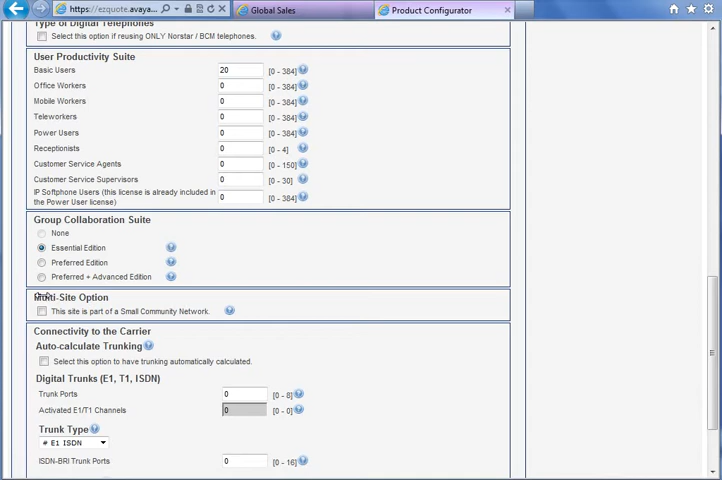 https://ezquote.avaya...
Global Sales
Product Configurator
Type of Digital Telephones
Select this option if reusing ONLY Norstar / BCM telephones.
User Productivity Suite
Basic Users 20 [0 - 384]
Office Workers 0 [0 - 384]
Mobile Workers 0 [0 - 384]
Teleworkers 0 [0 - 384]
Power Users 0 [0 - 384]
Receptionists 0 [0 - 4]
Customer Service Agents 0 [0 - 150]
Customer Service Supervisors 0 [0 - 30]
IP Softphone Users (this license is already included in
the Power User license) 0 [0 - 384]
Group Collaboration Suite
None
Essential Edition
Preferred Edition
Preferred + Advanced Edition
Multi-Site Option
This site is part of a Small Community Network.
Connectivity to the Carrier
Auto-calculate Trunking
Select this option to have trunking automatically calculated.
Digital Trunks (E1, T1, ISDN)
Trunk Ports 0 [0 - 8]
Activated E1/T1 Channels 0 [0 - 0]
Trunk Type
# E1 ISDN
ISDN-BRI Trunk Ports 0 [0 - 16]